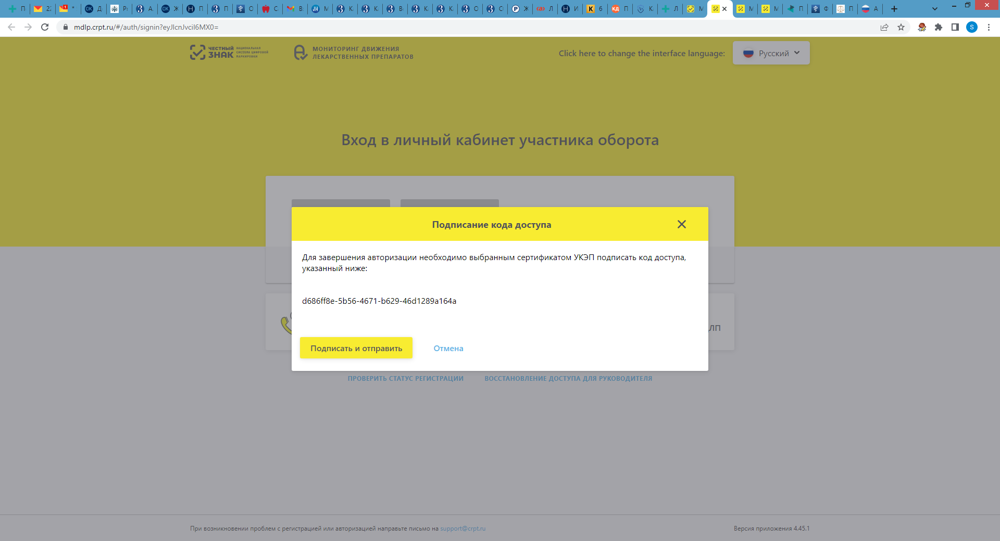 mdlp.crpt.ru/#/auth/signin?eyJlcnJvciI6MX0=
S
ЧЕСТНЫЙ
ЗНАК
НАЦИОНАЛЬНАЯ
СИСТЕМА ЦИФРОВОЙ
МАРКИРОВКИ
МОНИТОРИНГ ДВИЖЕНИЯ
ЛЕКАРСТВЕННЫХ ПРЕПАРАТОВ
Click here to change the interface language:
Русский
Вход в личный кабинет участника оборота
Подписание кода доступа
Для завершения авторизации необходимо выбранным сертификатом УКЭП подписать код доступа,
указанный ниже:
d686ff8e-5b56-4671-b629-46d1289a164a
ДЛП
Подписать и отправить
Отмена
ПРОВЕРИТЬ СТАТУС РЕГИСТРАЦИИ
ВОССТАНОВЛЕНИЕ ДОСТУПА ДЛЯ РУКОВОДИТЕЛЯ
При возникновении проблем с регистрацией или авторизацией направьте письмо на support@crpt.ru
Версия приложения 4.45.1